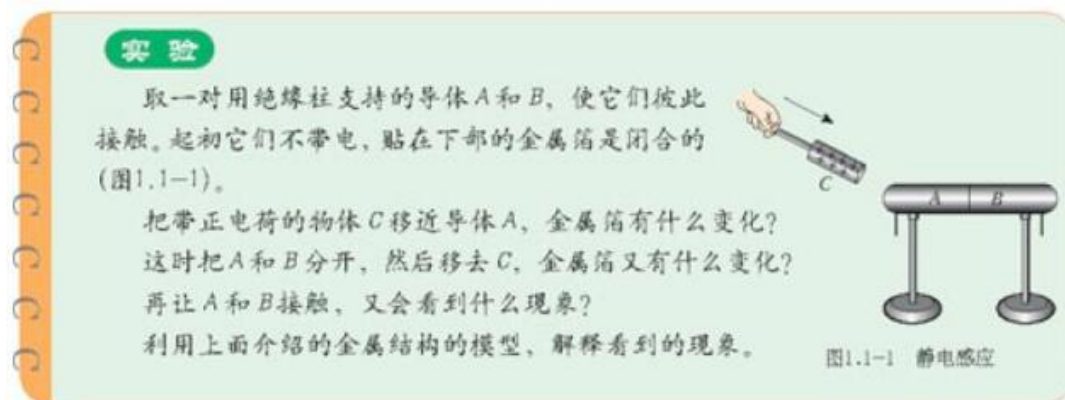 实 验
取一对用绝缘柱支持的导体A和B，使它们彼此
接触。起初它们不带电，贴在下部的金属箔是闭合的
(图1.1-1)。
把带正电荷的物体C移近导体A，金属箔有什么变化?
这时把A和B分开，然后移去C，金属箔又有什么变化?
再让A和B接触，又会看到什么现象?
利用上面介绍的金属结构的模型，解释看到的现象。
C
A B
图1.1-1 静电感应